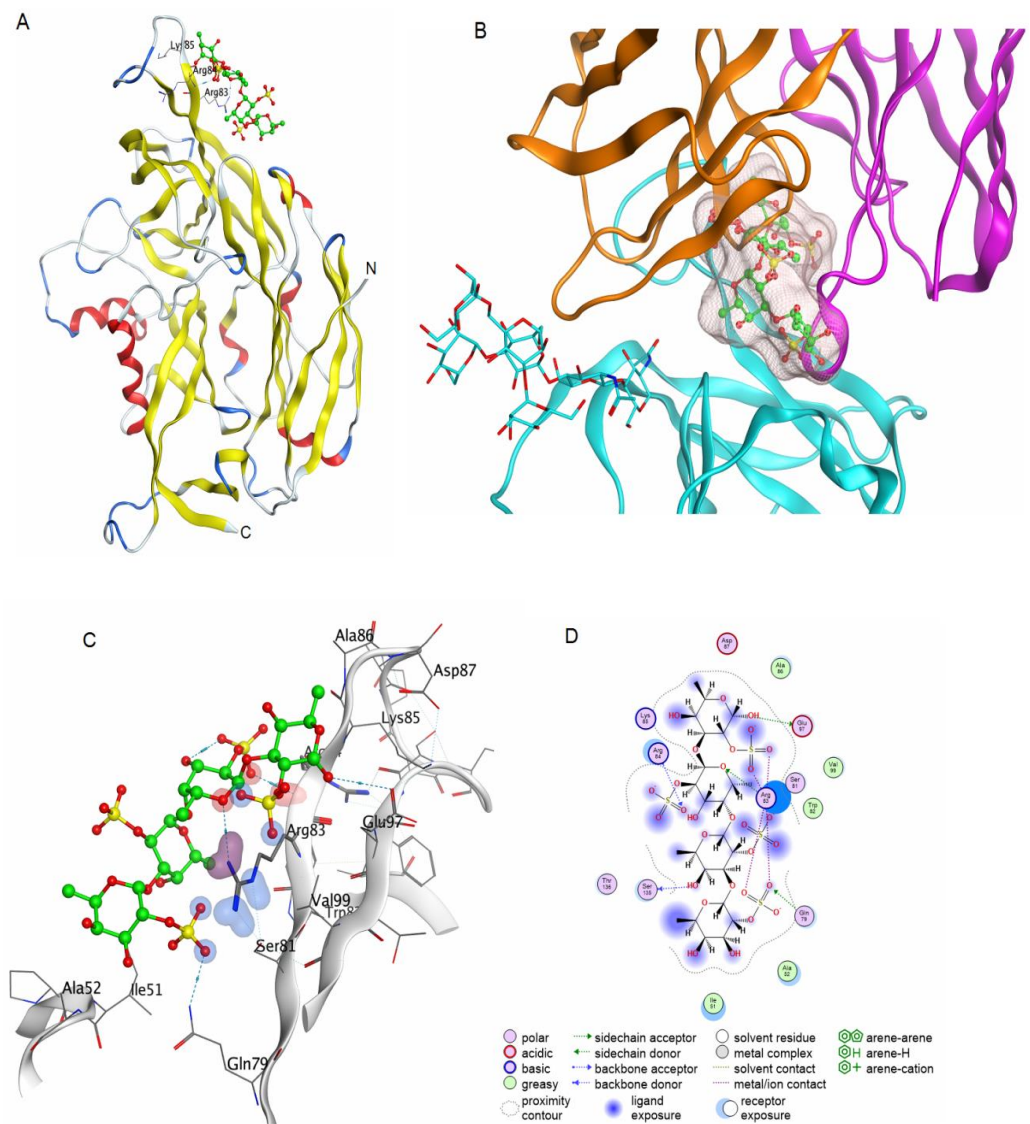 A
Lys85
Arg84
Arg83
N
C
B
C
Ala86
Asp87
Lys85
Arg83
Glu97
Val99
Ser81
Ala52
Ile51
Gln79
D
Asp
87
Ala
86
Lys
85
Glu
97
Arg
84
Val
99
Ser
81
Arg
83
Trp
82
Thr
136
Ser
Gln
79
Ala
52
Ile
51
OH
HO
H
O
S
polar
acidic
basic
greasy
proximity
contour
sidechain acceptor
sidechain donor
backbone acceptor
backbone donor
ligand
exposure
solvent residue
metal complex
solvent contact
metal/ion contact
receptor
exposure
arene-arene
H arene-H
+ arene-cation